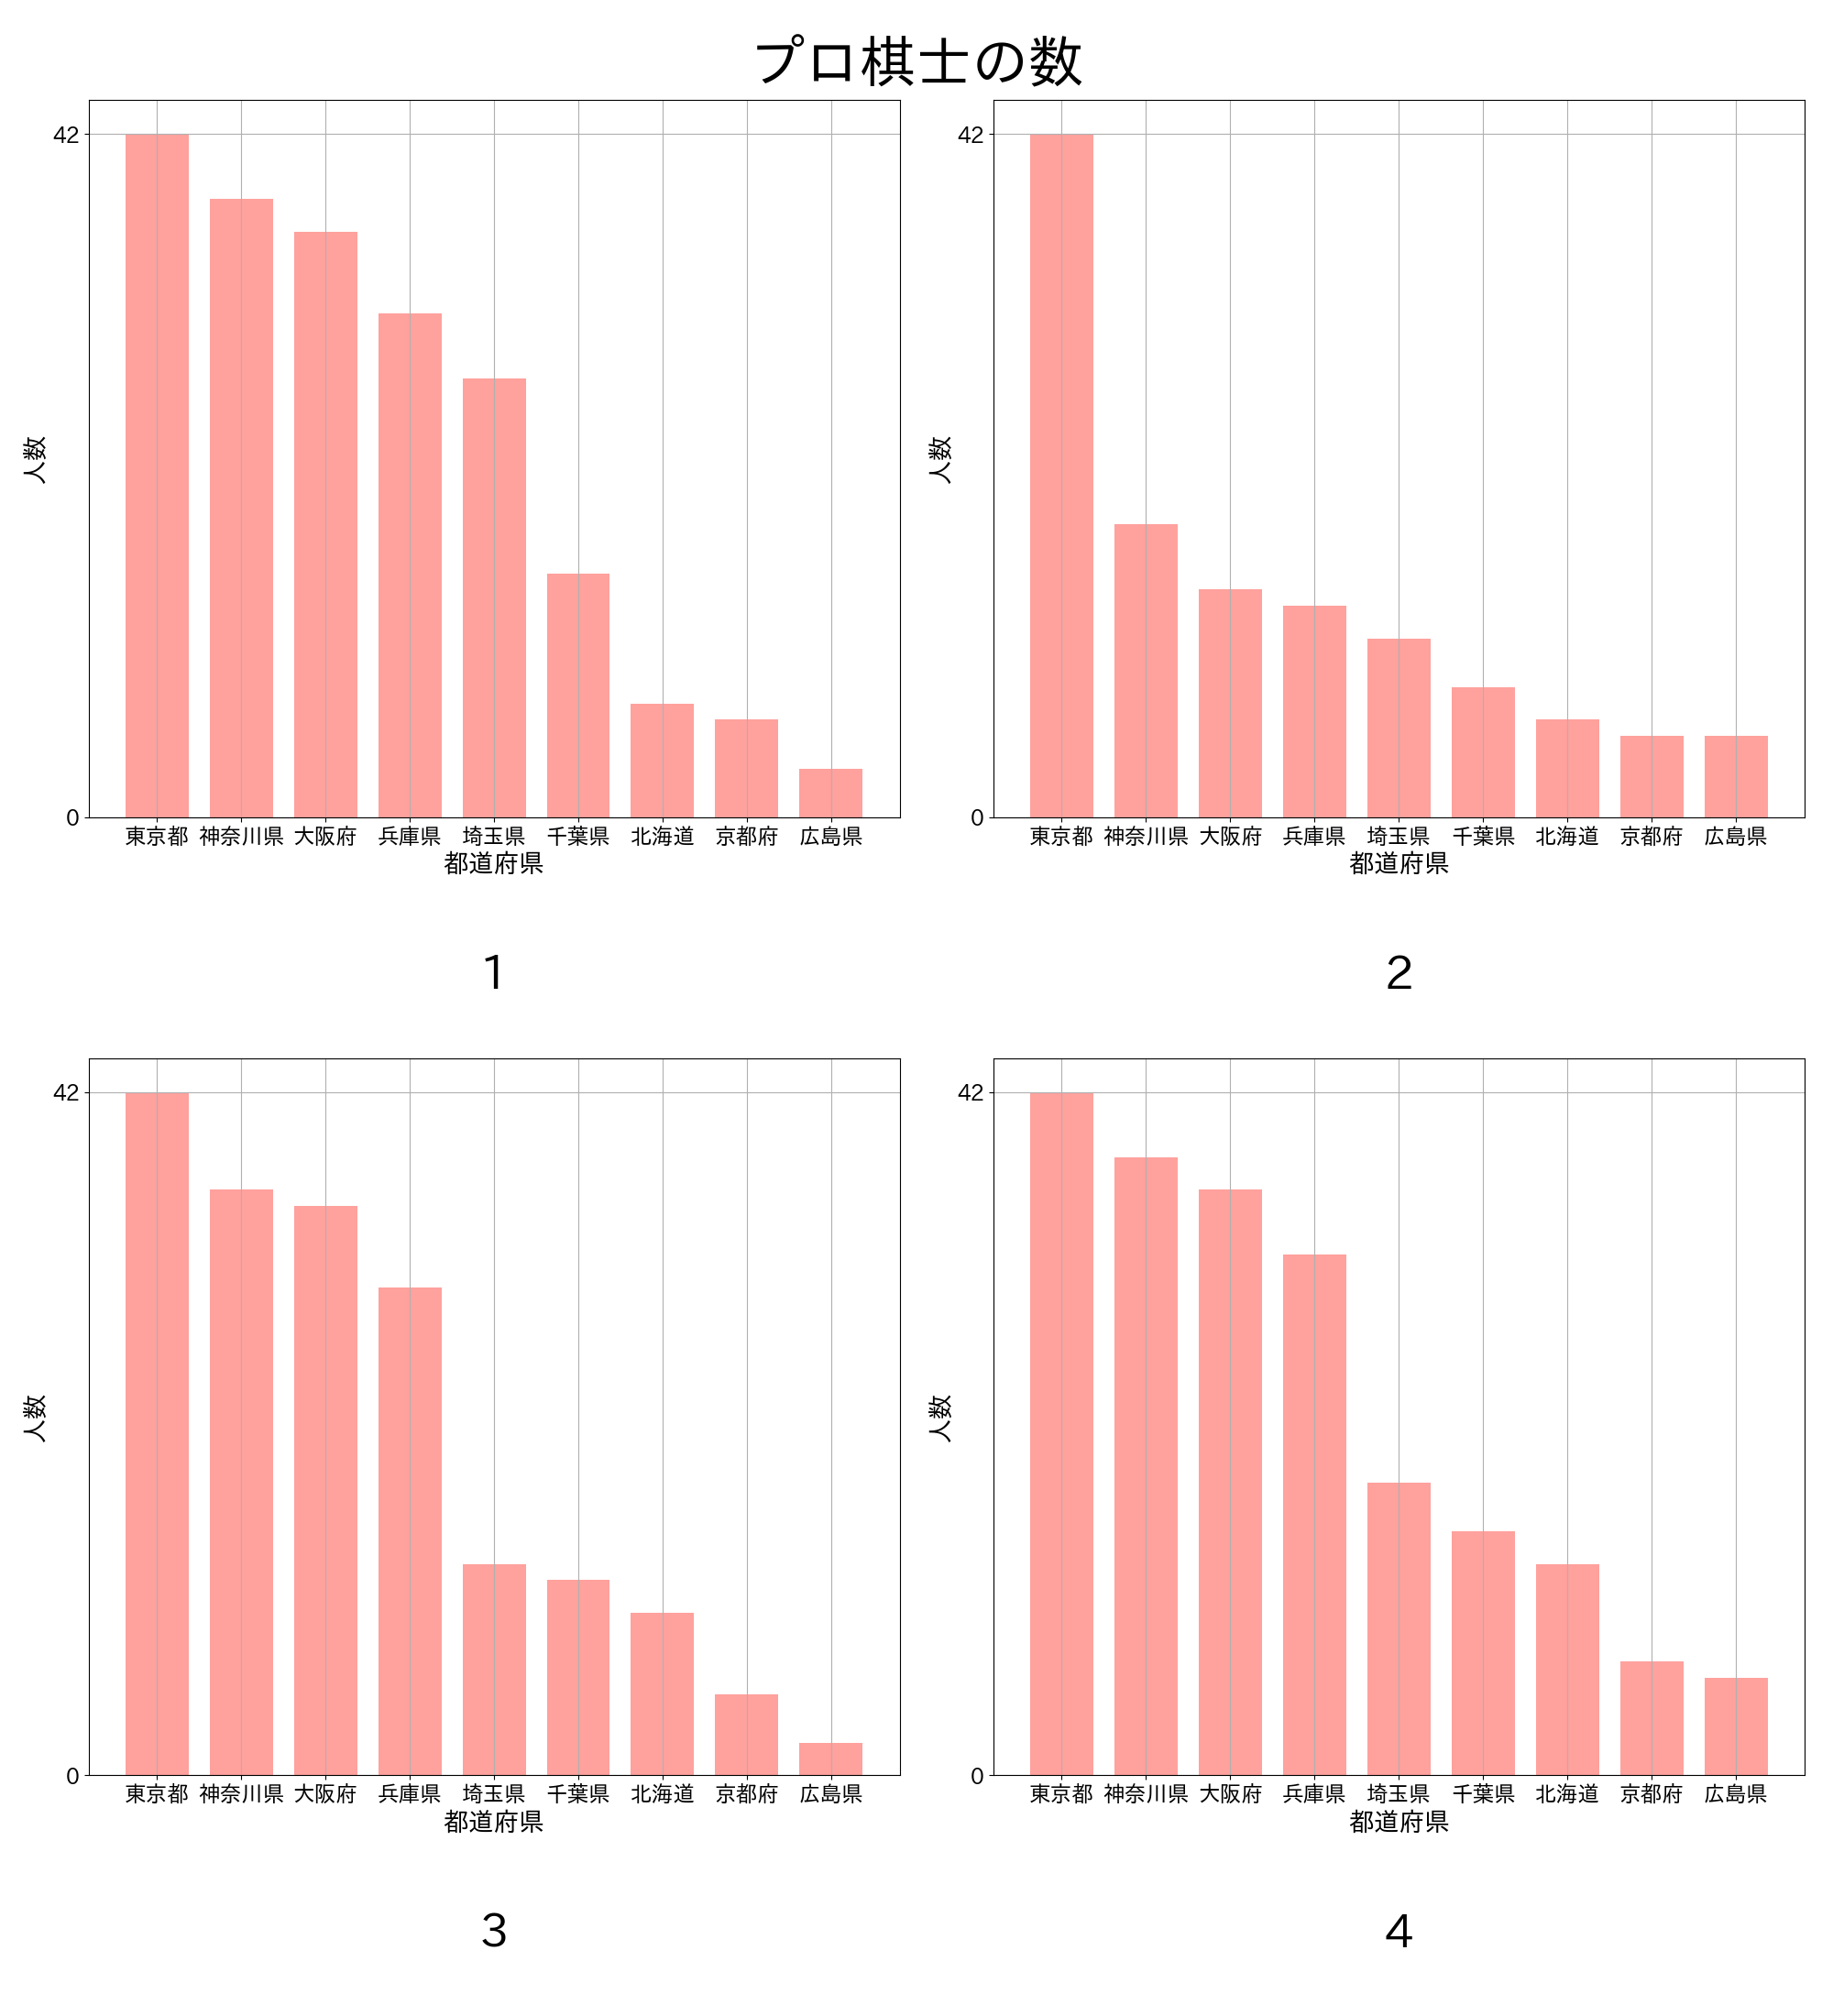 プロ棋士の数
42
0
人数
東京都 神奈川県 大阪府 兵庫県 埼玉県 千葉県 北海道 京都府 広島県
都道府県
1
42
0
人数
東京都 神奈川県 大阪府 兵庫県 埼玉県 千葉県 北海道 京都府 広島県
都道府県
2
42
0
人数
東京都 神奈川県 大阪府 兵庫県 埼玉県 千葉県 北海道 京都府 広島県
都道府県
3
42
0
人数
東京都 神奈川県 大阪府 兵庫県 埼玉県 千葉県 北海道 京都府 広島県
都道府県
4